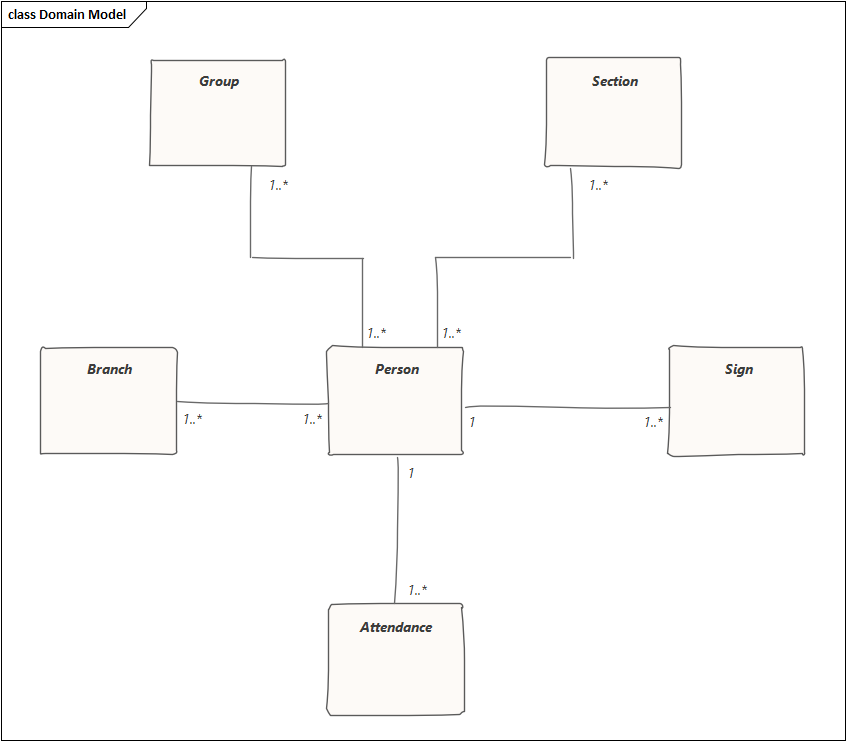 class Domain Model
Group
Section
1..*
1..*
1..*
1..*
Branch
Person
Sign
1..*
1..*
1
1..*
1
1..*
Attendance